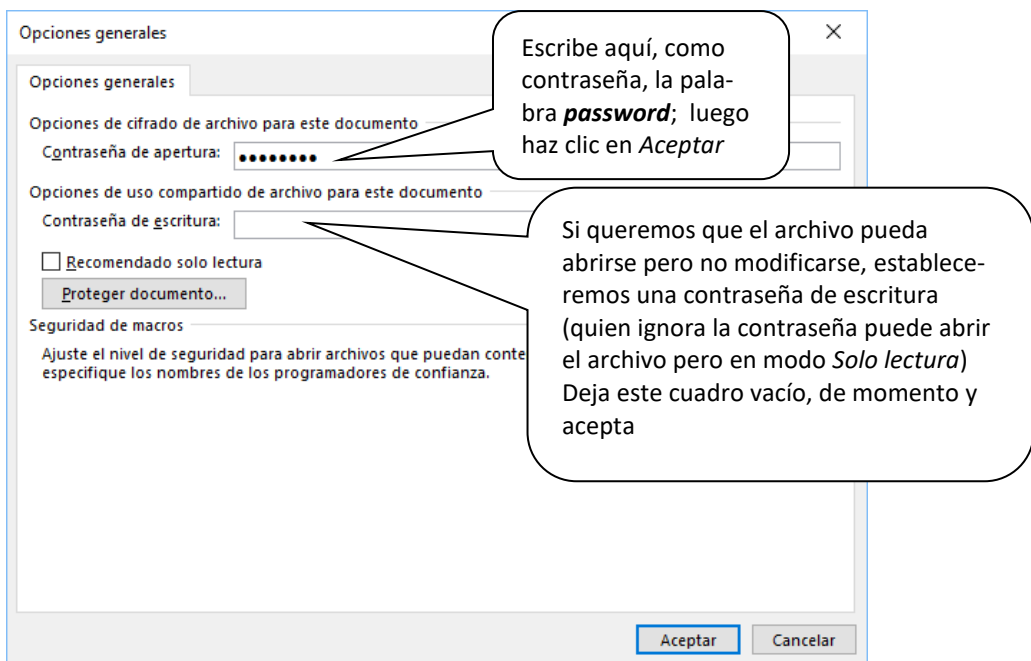 Opciones generales
Escribe aquí, como
contraseña, la pala-
bra password; luego
haz clic en Aceptar
Opciones generales
Opciones de cifrado de archivo para este documento
Contraseña de apertura: ••••••••
Opciones de uso compartido de archivo para este documento
Contraseña de escritura:
Si queremos que el archivo pueda
abrirse pero no modificarse, establece-
remos una contraseña de escritura
(quien ignora la contraseña puede abrir
el archivo pero en modo Solo lectura)
Deja este cuadro vacío, de momento y
acepta
Recomendado solo lectura
Proteger documento...
Seguridad de macros
Ajuste el nivel de seguridad para abrir archivos que puedan conte
especifique los nombres de los programadores de confianza.
Aceptar Cancelar